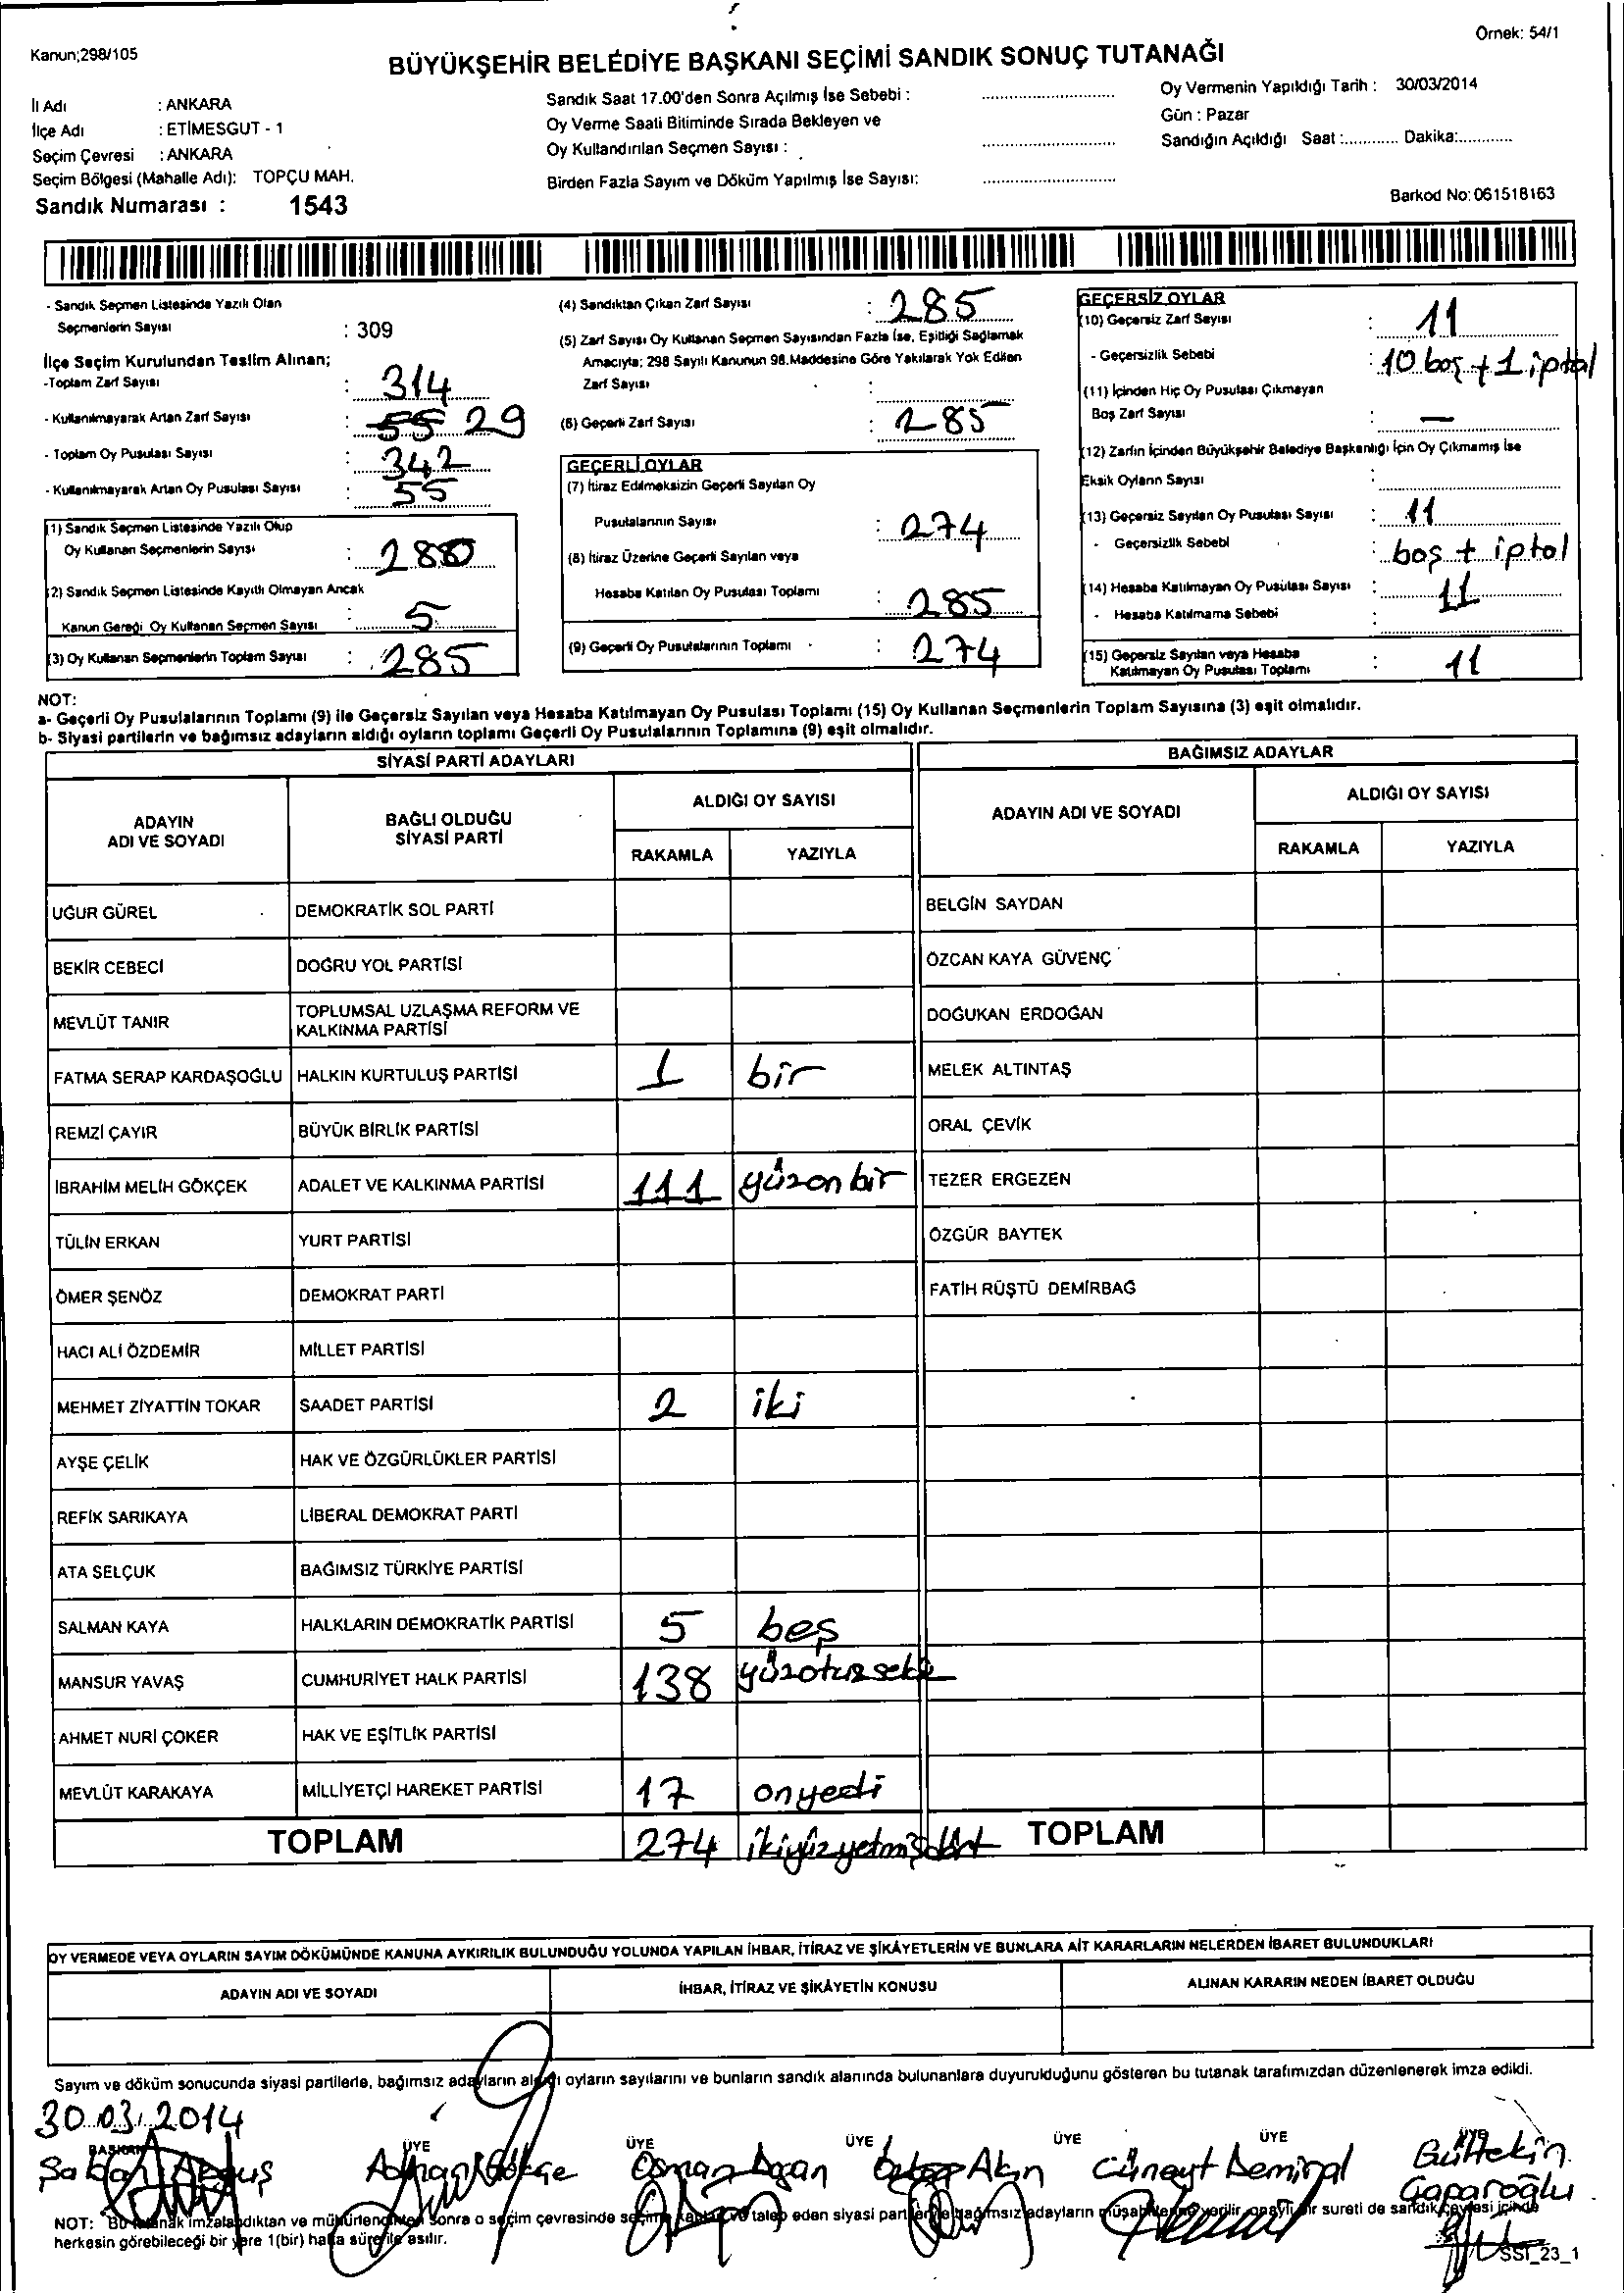 Örnek: 54/1
Kanun;298/105
BÜYÜKŞEHİR BELEDİYE BAŞKANI SEÇİMİ SANDIK SONUÇ TUTANAĞI
İl Adı : ANKARA
İlçe Adı : ETİMESGUT - 1
Seçim Çevresi : ANKARA
Seçim Bölgesi (Mahalle Adı): TOPÇU MAH.
Sandık Numarası : 1543
Sandık Saat 17.00'den Sonra Açılmış İse Sebebi :
Oy Verme Saati Bitiminde Sırada Bekleyen ve
Oy Kullandırılan Seçmen Sayısı :
Birden Fazla Sayım ve Döküm Yapılmış İse Sayısı:
Oy Vermenin Yapıldığı Tarih : 30/03/2014
Gün : Pazar
Sandığın Açıldığı Saat :............ Dakika:............
Barkod No: 061518163
- Sandık Seçmen Listesinde Yazılı Olan
Seçmenlerin Sayısı : 309
İlçe Seçim Kurulundan Teslim Alınan;
-Toplam Zarf Sayısı : 314
- Kullanılmayarak Artan Zarf Sayısı : 55 29
- Toplam Oy Pusulası Sayısı : 342
- Kullanılmayarak Artan Oy Pusulası Sayısı : 55
(1) Sandık Seçmen Listesinde Yazılı Olup
Oy Kullanan Seçmenlerin Sayısı : 280
(2) Sandık Seçmen Listesinde Kayıtlı Olmayan Ancak
Kanun Gereği Oy Kullanan Seçmen Sayısı 5
(3) Oy Kullanan Seçmenlerin Toplam Sayısı : 285
(4) Sandıktan Çıkan Zarf Sayısı : 285
(5) Zarf Sayısı Oy Kullanan Seçmen Sayısından Fazla İse, Eşitliği Sağlamak
Amacıyla; 298 Sayılı Kanunun 98.Maddesine Göre Yakılarak Yok Edilen
Zarf Sayısı :
(6) Geçerli Zarf Sayısı : 285
GEÇERLİ OYLAR
(7) İtiraz Edilmeksizin Geçerli Sayılan Oy
Pusulalarının Sayısı : 274
(8) İtiraz Üzerine Geçerli Sayılan veya
Hesaba Katılan Oy Pusulası Toplamı : 285
(9) Geçerli Oy Pusulalarının Toplamı : 274
GEÇERSİZ OYLAR
(10) Geçersiz Zarf Sayısı : 11
- Geçersizlik Sebebi : 10 boş + 1 iptal
(11) İçinden Hiç Oy Pusulası Çıkmayan
Boş Zarf Sayısı : —
(12) Zarfın İçinden Büyükşehir Belediye Başkanlığı İçin Oy Çıkmamış İse
Eksik Oyların Sayısı :
(13) Geçersiz Sayılan Oy Pusulası Sayısı : 11
- Geçersizlik Sebebi : boş + iptal
(14) Hesaba Katılmayan Oy Pusulası Sayısı : 11
- Hesaba Katılmama Sebebi :
(15) Geçersiz Sayılan veya Hesaba
Katılmayan Oy Pusulası Toplamı : 11
NOT:
a- Geçerli Oy Pusulalarının Toplamı (9) ile Geçersiz Sayılan veya Hesaba Katılmayan Oy Pusulası Toplamı (15) Oy Kullanan Seçmenlerin Toplam Sayısına (3) eşit olmalıdır.
b- Siyasi partilerin ve bağımsız adayların aldığı oyların toplamı Geçerli Oy Pusulalarının Toplamına (9) eşit olmalıdır.
SİYASİ PARTİ ADAYLARI
ADAYIN
ADI VE SOYADI
BAĞLI OLDUĞU
SİYASİ PARTİ
ALDIĞI OY SAYISI
RAKAMLA YAZIYLA
UĞUR GÜREL DEMOKRATİK SOL PARTİ
BEKİR CEBECİ DOĞRU YOL PARTİSİ
MEVLÜT TANIR TOPLUMSAL UZLAŞMA REFORM VE
KALKINMA PARTİSİ
FATMA SERAP KARDAŞOĞLU HALKIN KURTULUŞ PARTİSİ 1 bir
REMZİ ÇAYIR BÜYÜK BİRLİK PARTİSİ
İBRAHİM MELİH GÖKÇEK ADALET VE KALKINMA PARTİSİ 111 yüzonbir
TÜLİN ERKAN YURT PARTİSİ
ÖMER ŞENÖZ DEMOKRAT PARTİ
HACI ALİ ÖZDEMİR MİLLET PARTİSİ
MEHMET ZİYATTİN TOKAR SAADET PARTİSİ 2 iki
AYŞE ÇELİK HAK VE ÖZGÜRLÜKLER PARTİSİ
REFİK SARIKAYA LİBERAL DEMOKRAT PARTİ
ATA SELÇUK BAĞIMSIZ TÜRKİYE PARTİSİ
SALMAN KAYA HALKLARIN DEMOKRATİK PARTİSİ 5 beş
MANSUR YAVAŞ CUMHURİYET HALK PARTİSİ 138
AHMET NURİ ÇOKER HAK VE EŞİTLİK PARTİSİ
MEVLÜT KARAKAYA MİLLİYETÇİ HAREKET PARTİSİ 17 onyedi
TOPLAM 274 ikiyüzyetmişdört
BAĞIMSIZ ADAYLAR
ADAYIN ADI VE SOYADI
ALDIĞI OY SAYISI
RAKAMLA YAZIYLA
BELGİN SAYDAN
ÖZCAN KAYA GÜVENÇ
DOĞUKAN ERDOĞAN
MELEK ALTINTAŞ
ORAL ÇEVİK
TEZER ERGEZEN
ÖZGÜR BAYTEK
FATİH RÜŞTÜ DEMİRBAĞ
TOPLAM
OY VERMEDE VEYA OYLARIN SAYIM DÖKÜMÜNDE KANUNA AYKIRILIK BULUNDUĞU YOLUNDA YAPILAN İHBAR, İTİRAZ VE ŞİKÂYETLERİN VE BUNLARA AİT KARARLARIN NELERDEN İBARET BULUNDUKLARI
ADAYIN ADI VE SOYADI
İHBAR, İTİRAZ VE ŞİKÂYETİN KONUSU
ALINAN KARARIN NEDEN İBARET OLDUĞU
Sayım ve döküm sonucunda siyasi partilerle, bağımsız adayların aldığı oyların sayılarını ve bunların sandık alanında bulunanlara duyurulduğunu gösteren bu tutanak tarafımızdan düzenlenerek imza edildi.
30.03.2014
BAŞKAN ÜYE ÜYE ÜYE ÜYE ÜYE ÜYE
Şaban Adnan Gökçe Osman Akın Cüneyt Demiral Gültekin
Gaparoğlu
NOT: Bu tutanak imzalandıktan ve mühürlendikten sonra o seçim çevresinde seçime katılan ve talep eden siyasi partilerle bağımsız adayların müşahitlerine verilir, onaylı bir sureti de sandık çevresi içinde
herkesin görebileceği bir yere 1(bir) hafta süre ile asılır.
SSI_23_1